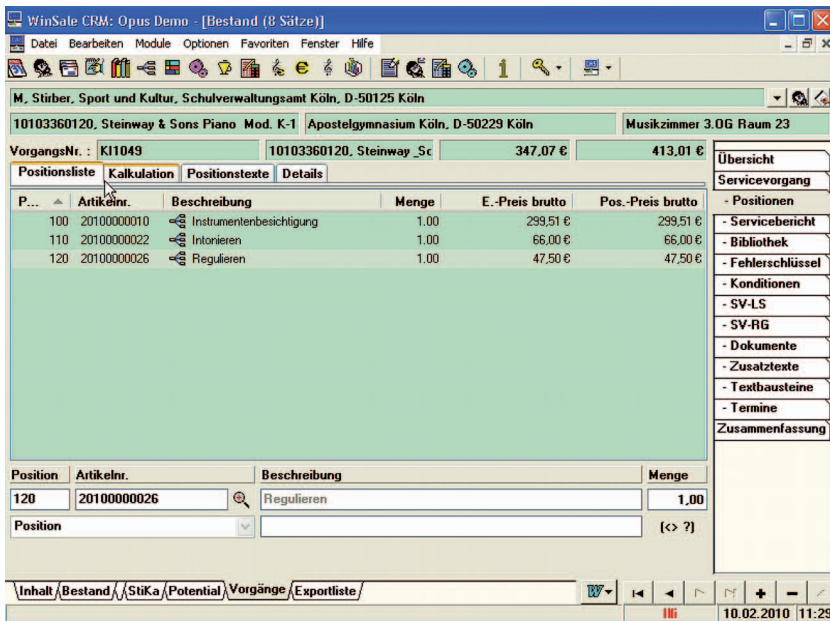 WinSale CRM: Opus Demo - [Bestand (8 Sätze)]
Datei Bearbeiten Module Optionen Favoriten Fenster Hilfe
M, Stirber, Sport und Kultur, Schulverwaltungsamt Köln, D-50125 Köln
10103360120, Steinway & Sons Piano Mod. K-1 Apostelgymnasium Köln, D-50229 Köln Musikzimmer 3.OG Raum 23
VorgangsNr. : KI1049 10103360120, Steinway _Sc 347,07 € 413,01 €
Positionsliste Kalkulation Positionstexte Details
P... Artikelnr. Beschreibung Menge E.-Preis brutto Pos.-Preis brutto
100 20100000010 Instrumentenbesichtigung 1.00 299,51 € 299,51 €
110 20100000022 Intonieren 1.00 66,00 € 66,00 €
120 20100000026 Regulieren 1.00 47,50 € 47,50 €
Übersicht
Servicevorgang
- Positionen
- Servicebericht
- Bibliothek
- Fehlerschlüssel
- Konditionen
- SV-LS
- SV-RG
- Dokumente
- Zusatztexte
- Textbausteine
- Termine
Zusammenfassung
Position Artikelnr. Beschreibung Menge
120 20100000026 Regulieren 1,00
Position (<> ?)
Inhalt Bestand StiKa Potential Vorgänge Exportliste W
10.02.2010 11:29